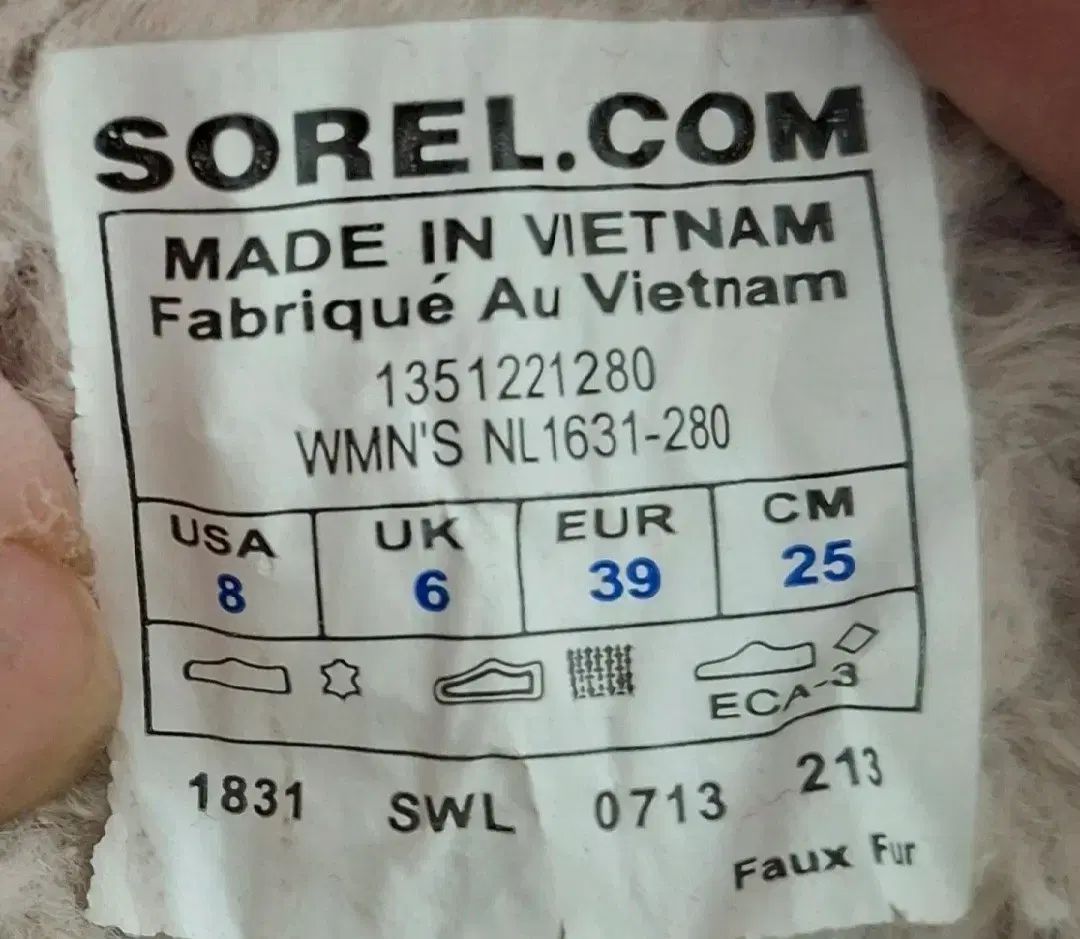 SOREL.COM
MADE IN VIETNAM
Fabriqué Au Vietnam
1351221280
WMN'S NL1631-280
USA UK EUR CM
8 6 39 25
ECA-3
1831 SWL 0713 213
Faux Fur